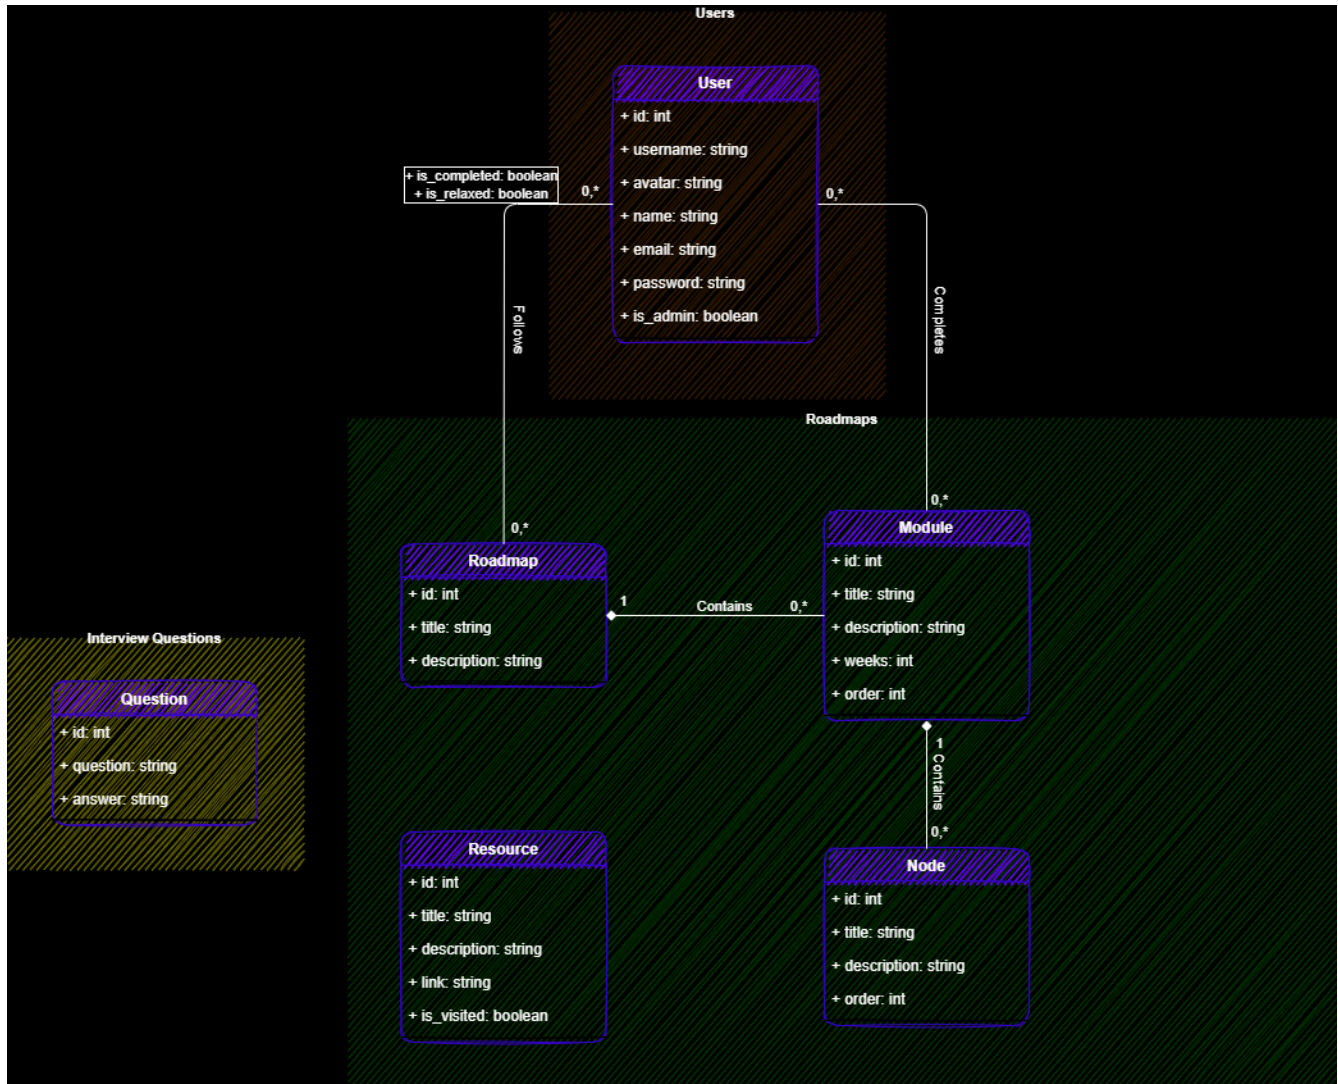 Users
User
+ id: int
+ username: string
+ avatar: string
+ name: string
+ email: string
+ password: string
+ is_admin: boolean
+ is_completed: boolean
+ is_relaxed: boolean
0,*
0,*
Follows
Completes
Roadmaps
0,*
0,*
Roadmap
+ id: int
+ title: string
+ description: string
1
Contains
0,*
Module
+ id: int
+ title: string
+ description: string
+ weeks: int
+ order: int
Interview Questions
Question
+ id: int
+ question: string
+ answer: string
1
Contains
0,*
Resource
+ id: int
+ title: string
+ description: string
+ link: string
+ is_visited: boolean
Node
+ id: int
+ title: string
+ description: string
+ order: int